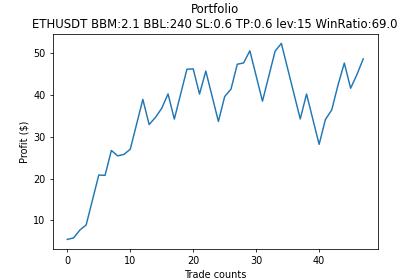 Portfolio
ETHUSDT BBM:2.1 BBL:240 SL:0.6 TP:0.6 lev:15 WinRatio:69.0
50
40
30
20
10
Profit ($)
0
10
20
30
40
Trade counts